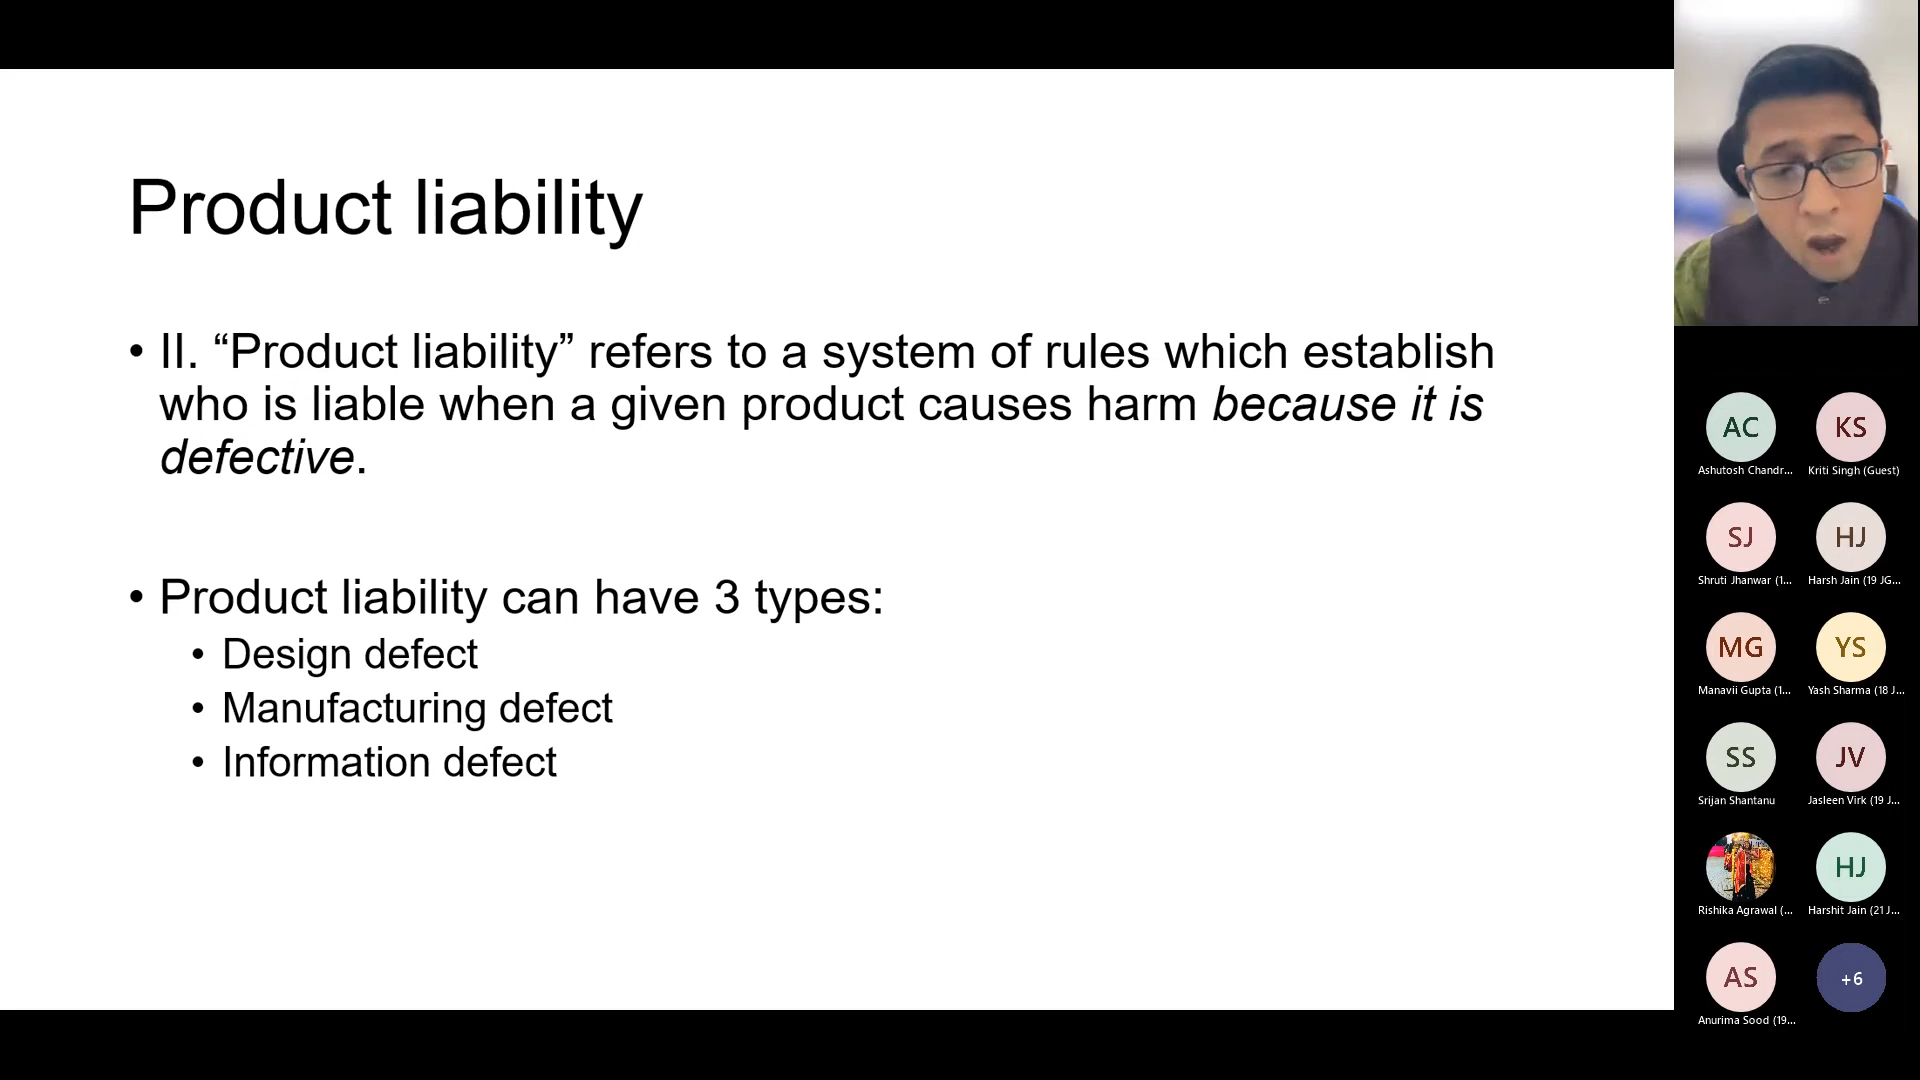 Product liability
• II. “Product liability” refers to a system of rules which establish
who is liable when a given product causes harm because it is
defective.
• Product liability can have 3 types:
• Design defect
• Manufacturing defect
• Information defect
AC
KS
Ashutosh Chandr...
Kriti Singh (Guest)
SJ
HJ
Shruti Jhanwar (1...
Harsh Jain (19 JG...
MG
YS
Manavii Gupta (1...
Yash Sharma (18 J...
SS
JV
Srijan Shantanu
Jasleen Virk (19 J...
Rishika Agrawal (...
HJ
Harshit Jain (21 J...
AS
+6
Anurima Sood (19...